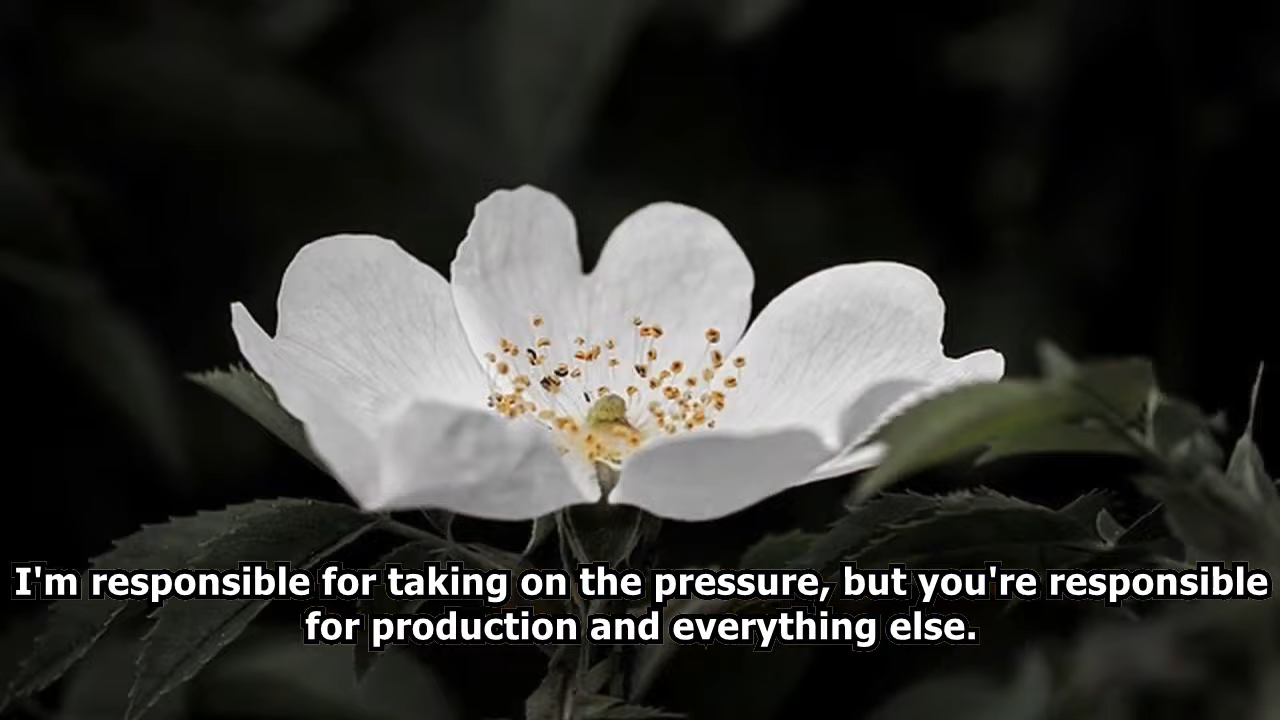 I'm responsible for taking on the pressure, but you're responsible
for production and everything else.